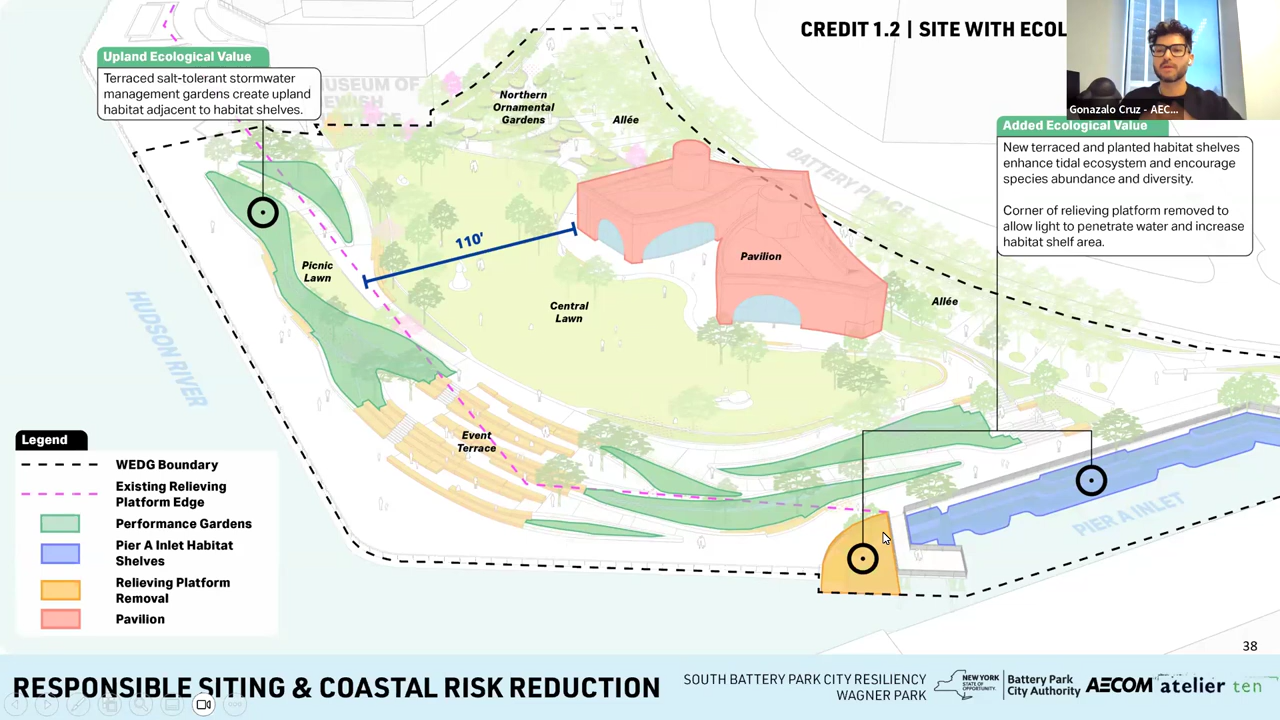 CREDIT 1.2 | SITE WITH ECOL
Gonazalo Cruz - AEC...
Upland Ecological Value
Terraced salt-tolerant stormwater
management gardens create upland
habitat adjacent to habitat shelves.
MUSEUM OF
JEWISH
Northern
Ornamental
Gardens
Allée
BATTERY PLACE
Added Ecological Value
New terraced and planted habitat shelves
enhance tidal ecosystem and encourage
species abundance and diversity.
Corner of relieving platform removed to
allow light to penetrate water and increase
habitat shelf area.
110'
Picnic
Lawn
Pavilion
Central
Lawn
Allée
HUDSON RIVER
Event
Terrace
PIER A INLET
Legend
WEDG Boundary
Existing Relieving
Platform Edge
Performance Gardens
Pier A Inlet Habitat
Shelves
Relieving Platform
Removal
Pavilion
38
RESPONSIBLE SITING & COASTAL RISK REDUCTION
SOUTH BATTERY PARK CITY RESILIENCY
WAGNER PARK
NEW YORK
STATE OF
OPPORTUNITY.
Battery Park
City Authority
AECOM
atelier ten